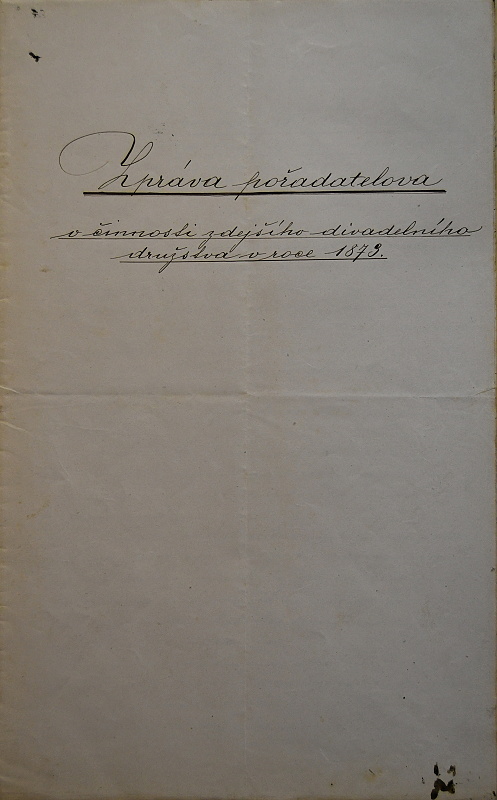 Zpráva pořadatelova
o činnosti zdejšího divadelního
družstva v roce 1873.